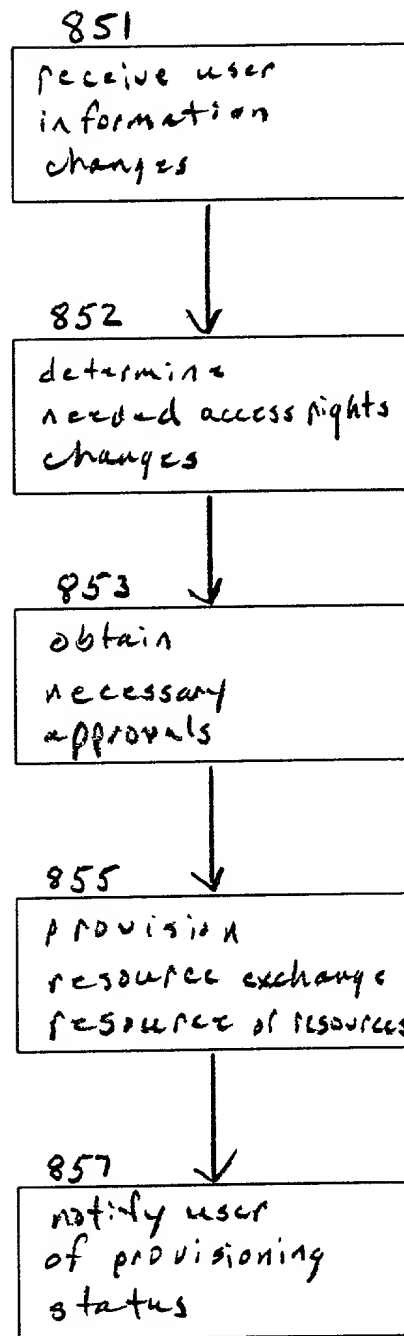 851
receive user
information
changes
852
determine
needed access rights
changes
853
obtain
necessary
approvals
855
provision
resource exchange
resource or resources
857
notify user
of provisioning
status